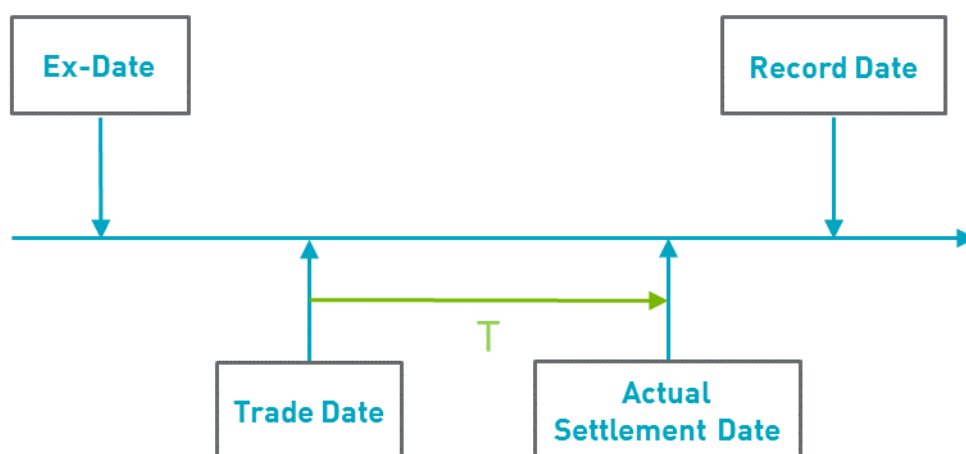 Ex-Date
Record Date
T
Trade Date
Actual
Settlement Date